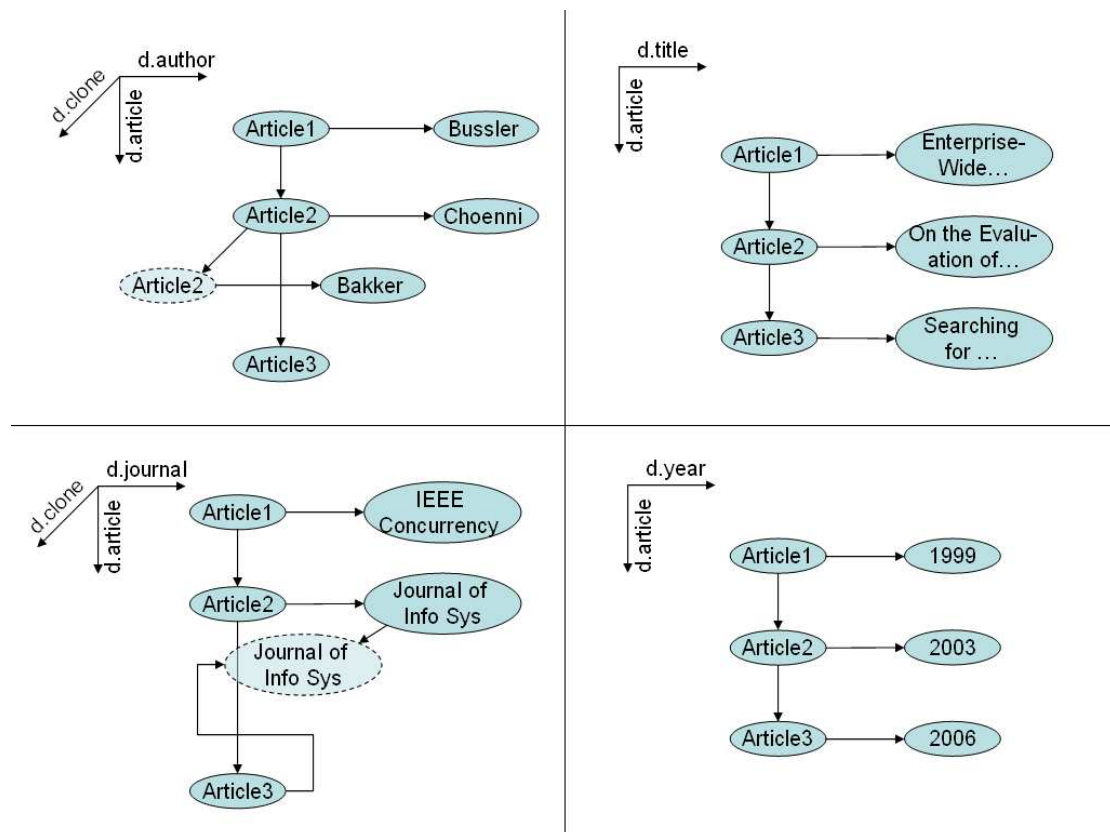 d.author
d.clone
d.article
Article1
Bussler
Article2
Choenni
Article2
Bakker
Article3
d.title
d.article
Article1
Enterprise-
Wide…
Article2
On the Evalu-
ation of…
Article3
Searching
for …
d.journal
d.clone
d.article
Article1
IEEE
Concurrency
Article2
Journal of
Info Sys
Journal of
Info Sys
Article3
d.year
d.article
Article1
1999
Article2
2003
Article3
2006